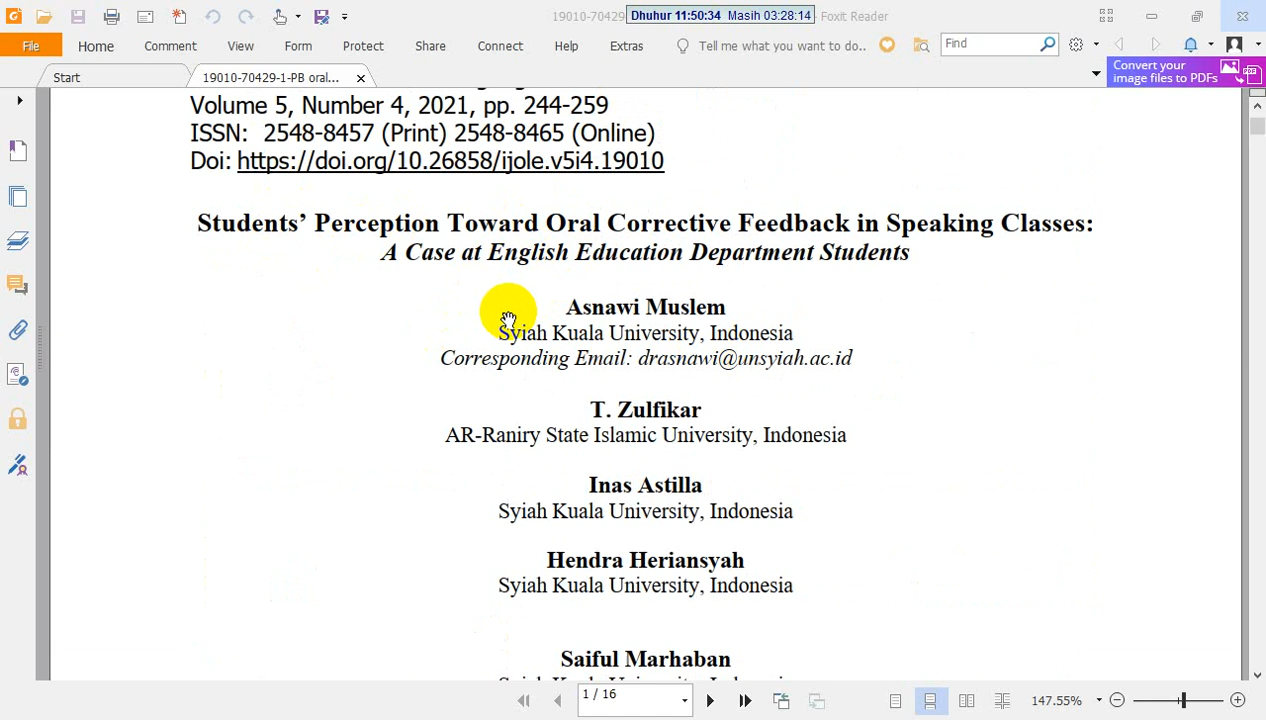 19010-70429
Dhuhur 11:50:34 Masih 03:28:14
- Foxit Reader
File
Home
Comment
View
Form
Protect
Share
Connect
Help
Extras
Tell me what you want to do..
Find
Start
19010-70429-1-PB oral...
Convert your
image files to PDFs
PDF
Volume 5, Number 4, 2021, pp. 244-259
ISSN: 2548-8457 (Print) 2548-8465 (Online)
Doi: https://doi.org/10.26858/ijole.v5i4.19010
Students’ Perception Toward Oral Corrective Feedback in Speaking Classes:
A Case at English Education Department Students
Asnawi Muslem
Syiah Kuala University, Indonesia
Corresponding Email: drasnawi@unsyiah.ac.id
T. Zulfikar
AR-Raniry State Islamic University, Indonesia
Inas Astilla
Syiah Kuala University, Indonesia
Hendra Heriansyah
Syiah Kuala University, Indonesia
Saiful Marhaban
1 / 16
147.55%